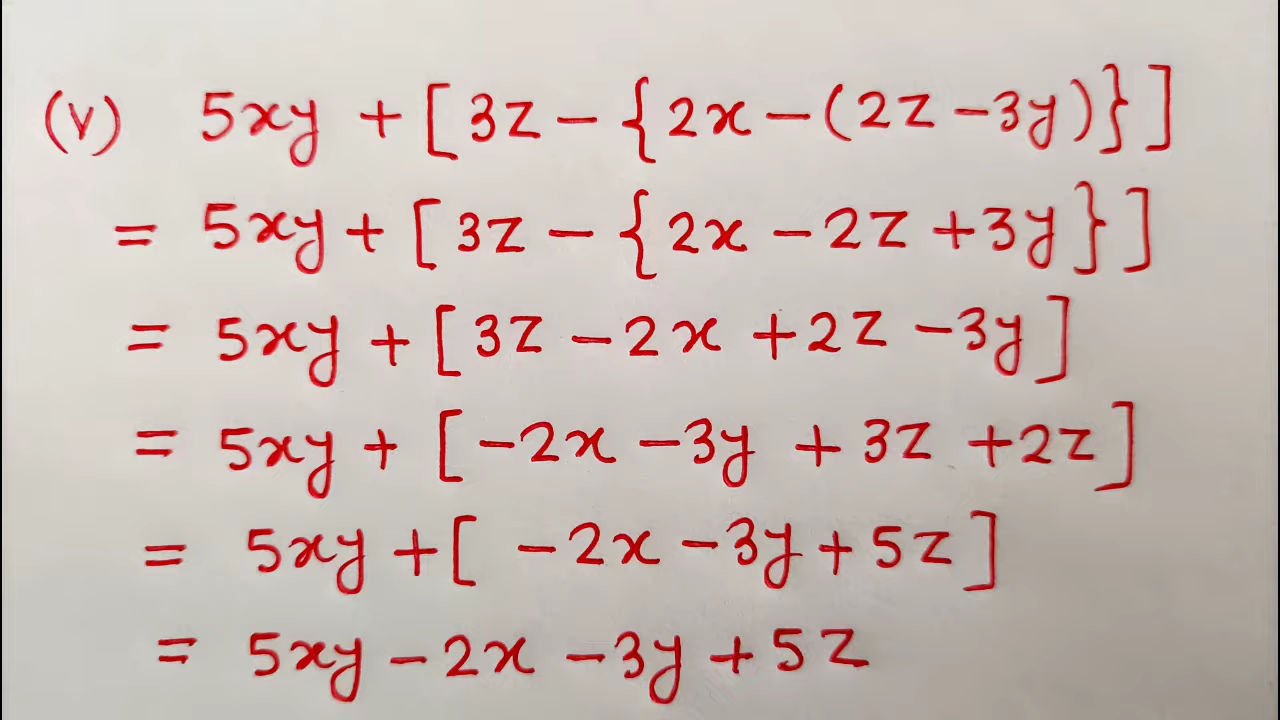 (v) 5xy + [3z - {2x - (2z - 3y)}]
= 5xy + [3z - {2x - 2z + 3y}]
= 5xy + [3z - 2x + 2z - 3y]
= 5xy + [-2x - 3y + 3z + 2z]
= 5xy + [-2x - 3y + 5z]
= 5xy - 2x - 3y + 5z